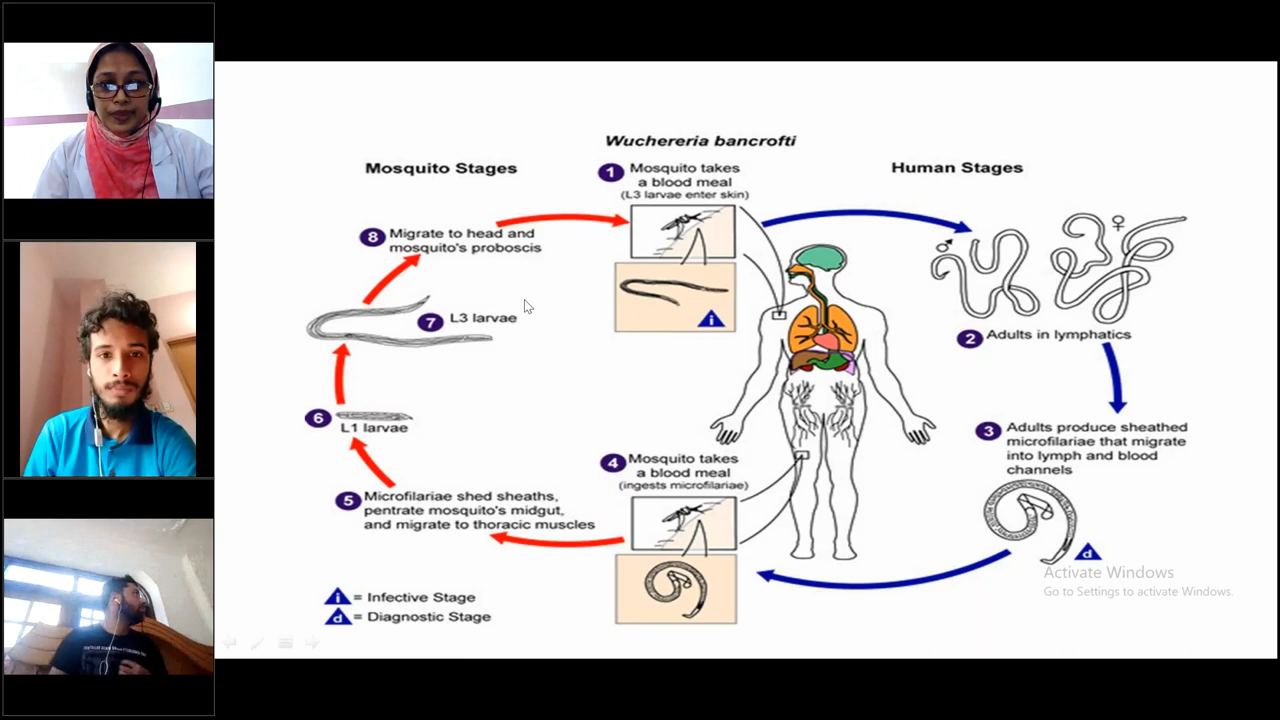 Wuchereria bancrofti
Mosquito Stages
Human Stages
1 Mosquito takes
a blood meal
(L3 larvae enter skin)
8 Migrate to head and
mosquito's proboscis
i
♂
♀
7 L3 larvae
2 Adults in lymphatics
6
L1 larvae
3 Adults produce sheathed
microfilariae that migrate
into lymph and blood
channels
d
4 Mosquito takes
a blood meal
(ingests microfilariae)
5 Microfilariae shed sheaths,
pentrate mosquito's midgut,
and migrate to thoracic muscles
i = Infective Stage
d = Diagnostic Stage
Activate Windows
Go to Settings to activate Windows.